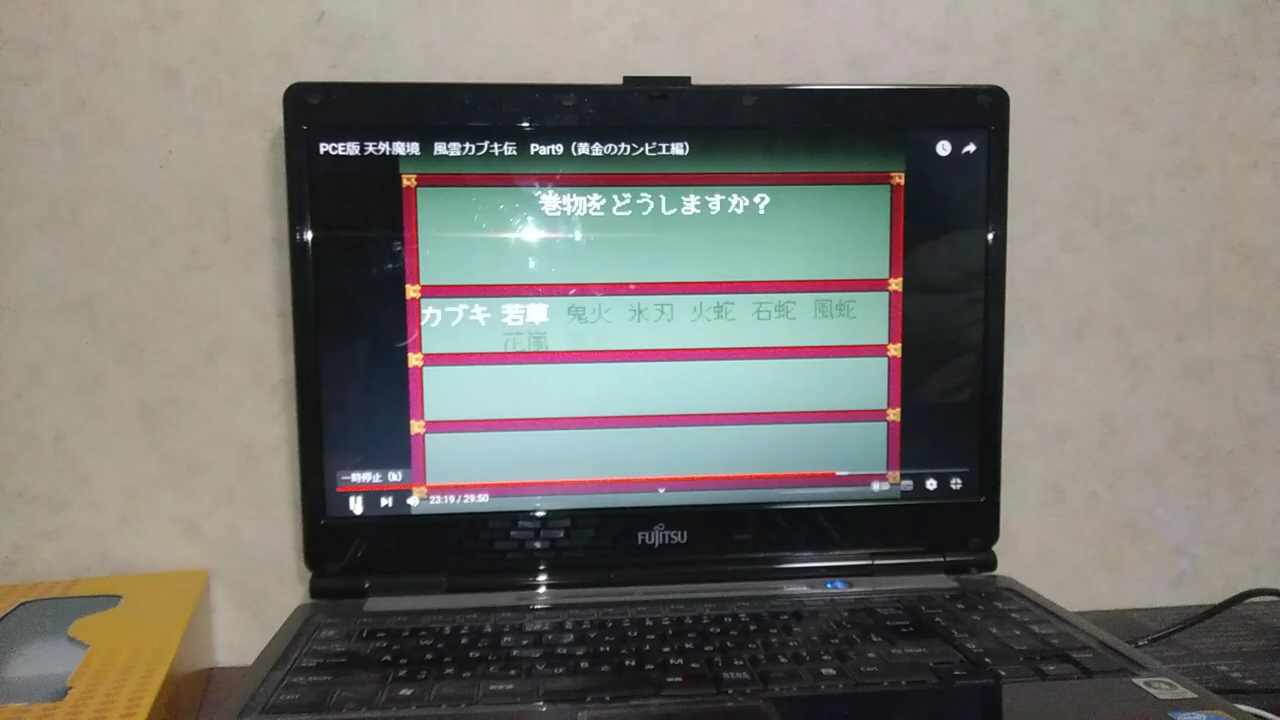 PCE版 天外魔境 風雲カブキ伝 Part9（黄金のカンビエ編）
巻物をどうしますか？
カブキ 若草 鬼火 氷刃 火蛇 石蛇 風蛇
花嵐
一時停止（k）
23:19 / 29:50
FUJITSU